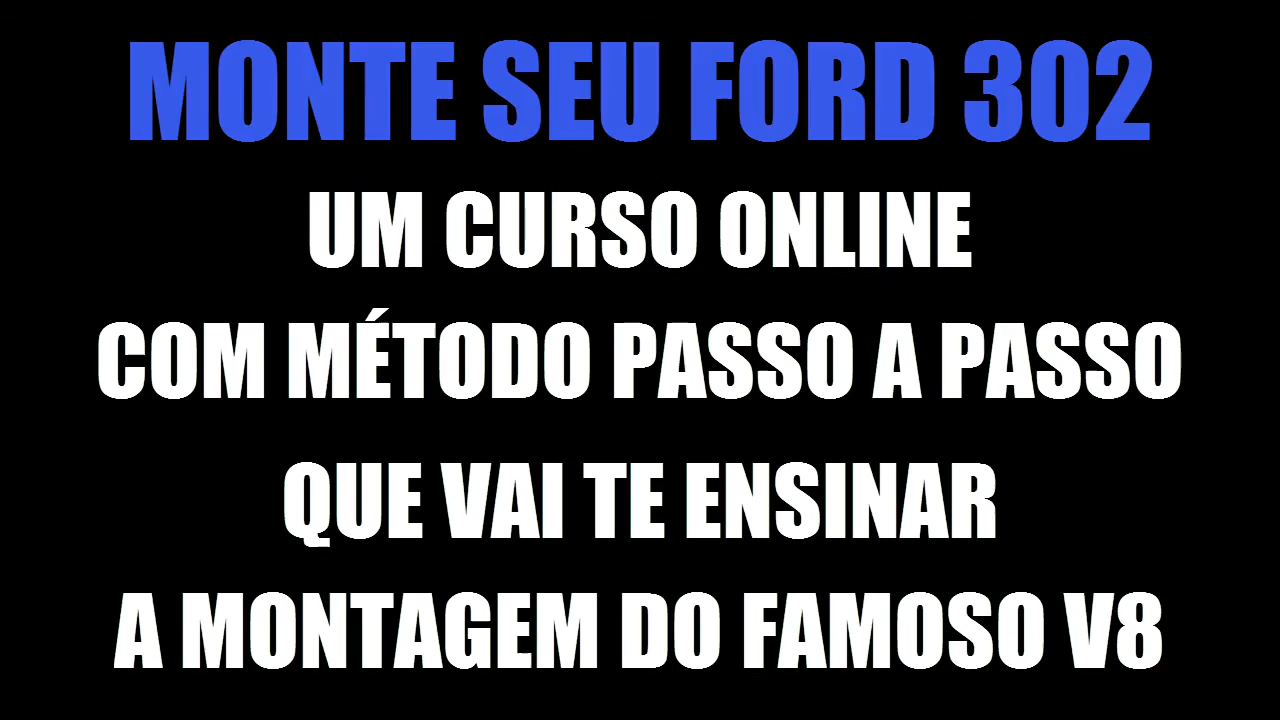 MONTE SEU FORD 302
UM CURSO ONLINE
COM MÉTODO PASSO A PASSO
QUE VAI TE ENSINAR
A MONTAGEM DO FAMOSO V8